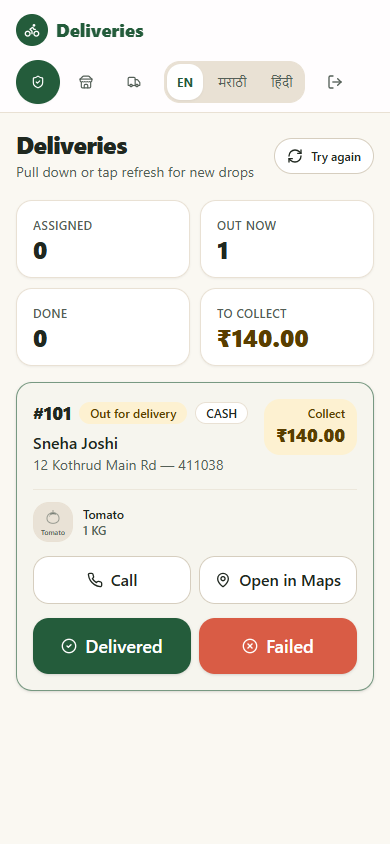 Deliveries
EN मराठी हिंदी
Deliveries
Pull down or tap refresh for new drops
Try again
ASSIGNED
0
OUT NOW
1
DONE
0
TO COLLECT
₹140.00
#101 Out for delivery CASH
Collect
₹140.00
Sneha Joshi
12 Kothrud Main Rd — 411038
Tomato
Tomato
1 KG
Call
Open in Maps
Delivered
Failed